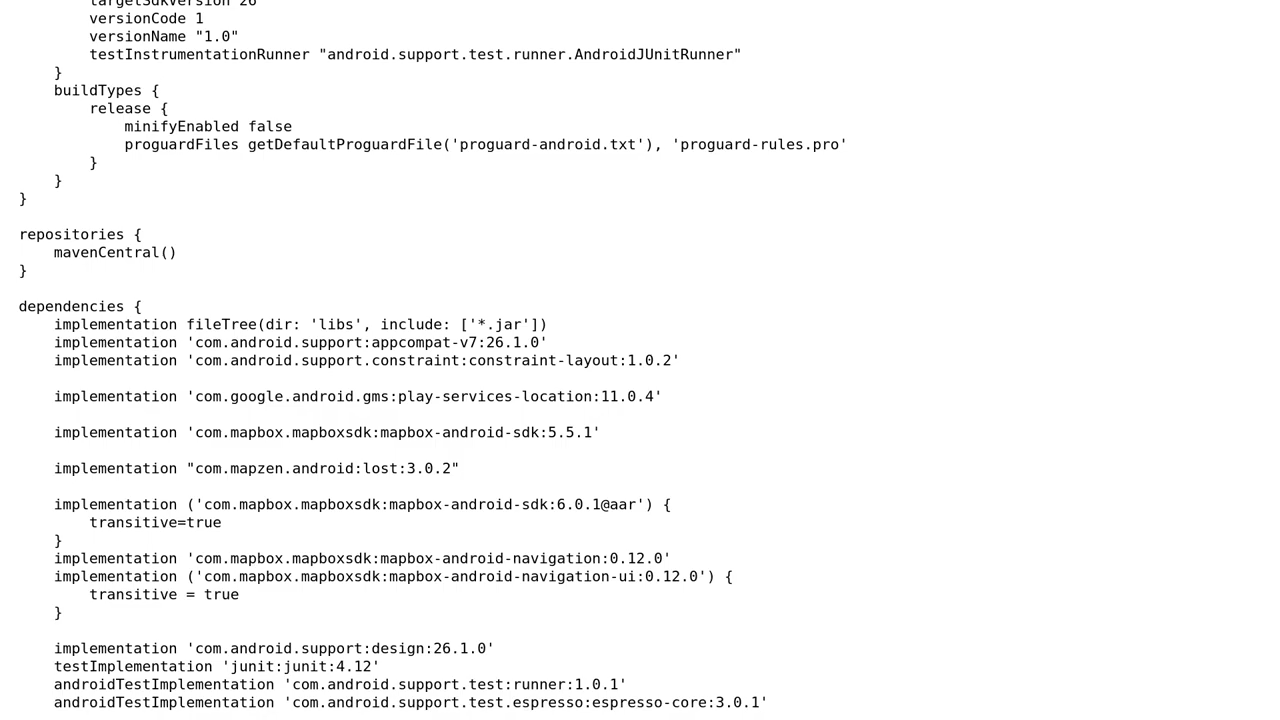 targetSdkVersion 26
versionCode 1
versionName "1.0"
testInstrumentationRunner "android.support.test.runner.AndroidJUnitRunner"
}
buildTypes {
release {
minifyEnabled false
proguardFiles getDefaultProguardFile('proguard-android.txt'), 'proguard-rules.pro'
}
}
}
repositories {
mavenCentral()
}
dependencies {
implementation fileTree(dir: 'libs', include: ['*.jar'])
implementation 'com.android.support:appcompat-v7:26.1.0'
implementation 'com.android.support.constraint:constraint-layout:1.0.2'
implementation 'com.google.android.gms:play-services-location:11.0.4'
implementation 'com.mapbox.mapboxsdk:mapbox-android-sdk:5.5.1'
implementation "com.mapzen.android:lost:3.0.2"
implementation ('com.mapbox.mapboxsdk:mapbox-android-sdk:6.0.1@aar') {
transitive=true
}
implementation 'com.mapbox.mapboxsdk:mapbox-android-navigation:0.12.0'
implementation ('com.mapbox.mapboxsdk:mapbox-android-navigation-ui:0.12.0') {
transitive = true
}
implementation 'com.android.support:design:26.1.0'
testImplementation 'junit:junit:4.12'
androidTestImplementation 'com.android.support.test:runner:1.0.1'
androidTestImplementation 'com.android.support.test.espresso:espresso-core:3.0.1'